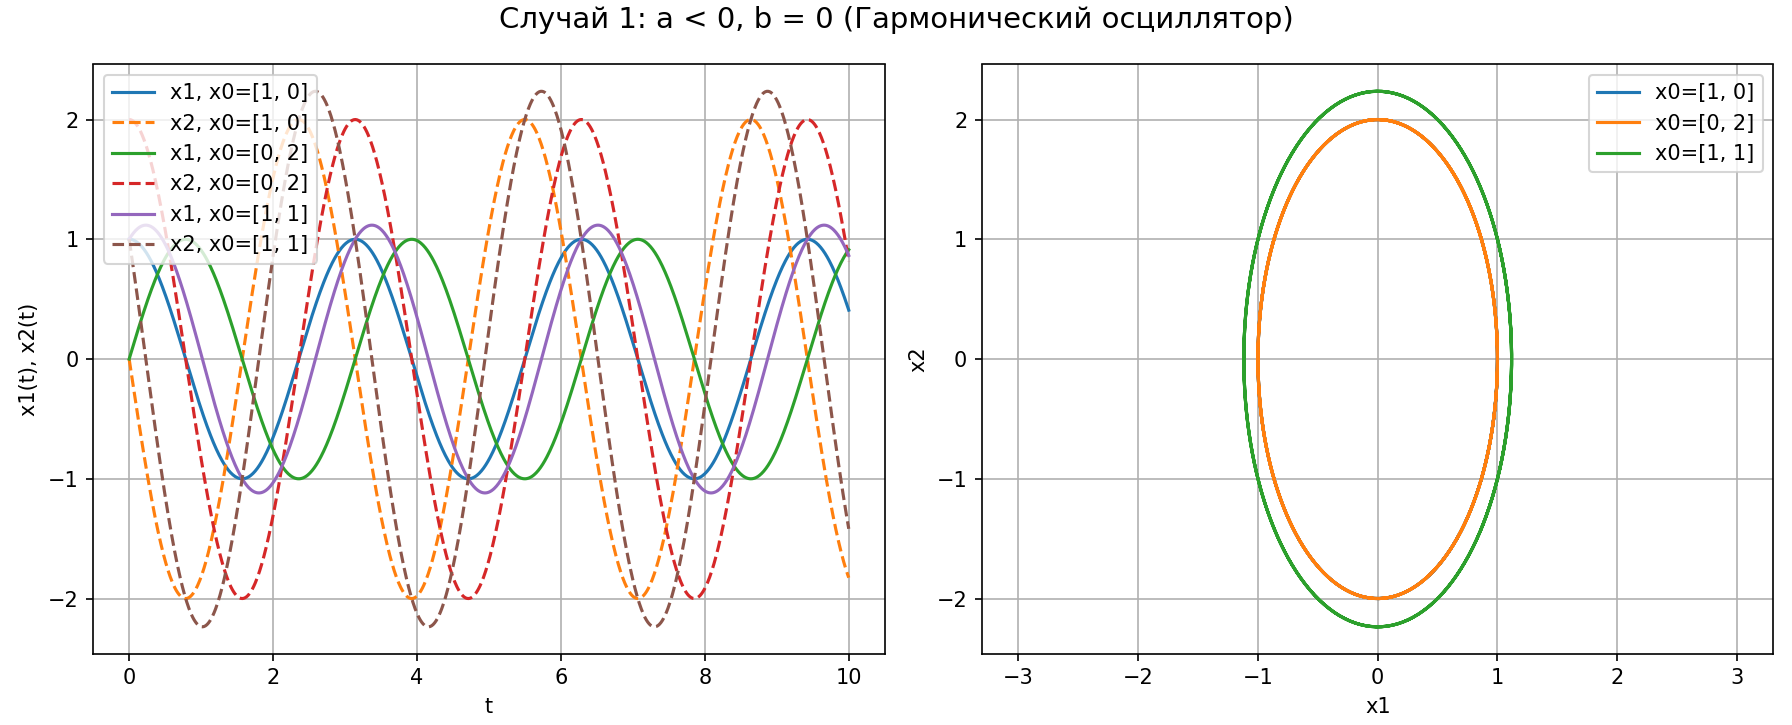 Случай 1: a < 0, b = 0 (Гармонический осциллятор)
x1, x0=[1, 0]
x2, x0=[1, 0]
x1, x0=[0, 2]
x2, x0=[0, 2]
x1, x0=[1, 1]
x2, x0=[1, 1]
2
1
0
−1
−2
x1(t), x2(t)
0 2 4 6 8 10
t
x0=[1, 0]
x0=[0, 2]
x0=[1, 1]
2
1
0
−1
−2
x2
−3 −2 −1 0 1 2 3
x1